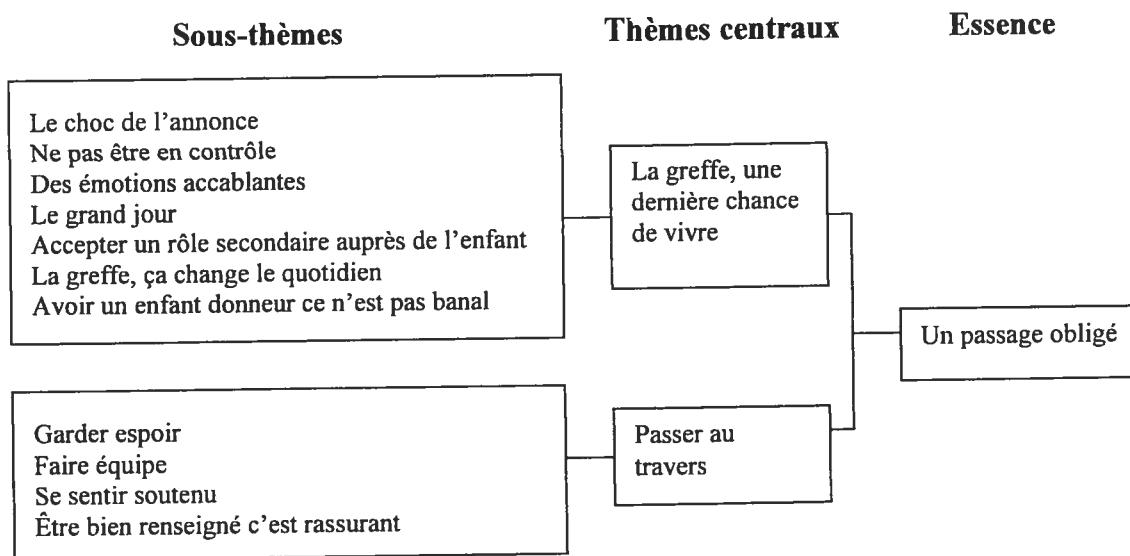 Sous-thèmes
Thèmes centraux
Essence
Le choc de l'annonce
Ne pas être en contrôle
Des émotions accablantes
Le grand jour
Accepter un rôle secondaire auprès de l'enfant
La greffe, ça change le quotidien
Avoir un enfant donneur ce n'est pas banal
La greffe, une
dernière chance
de vivre
Un passage obligé
Garder espoir
Faire équipe
Se sentir soutenu
Être bien renseigné c'est rassurant
Passer au
travers